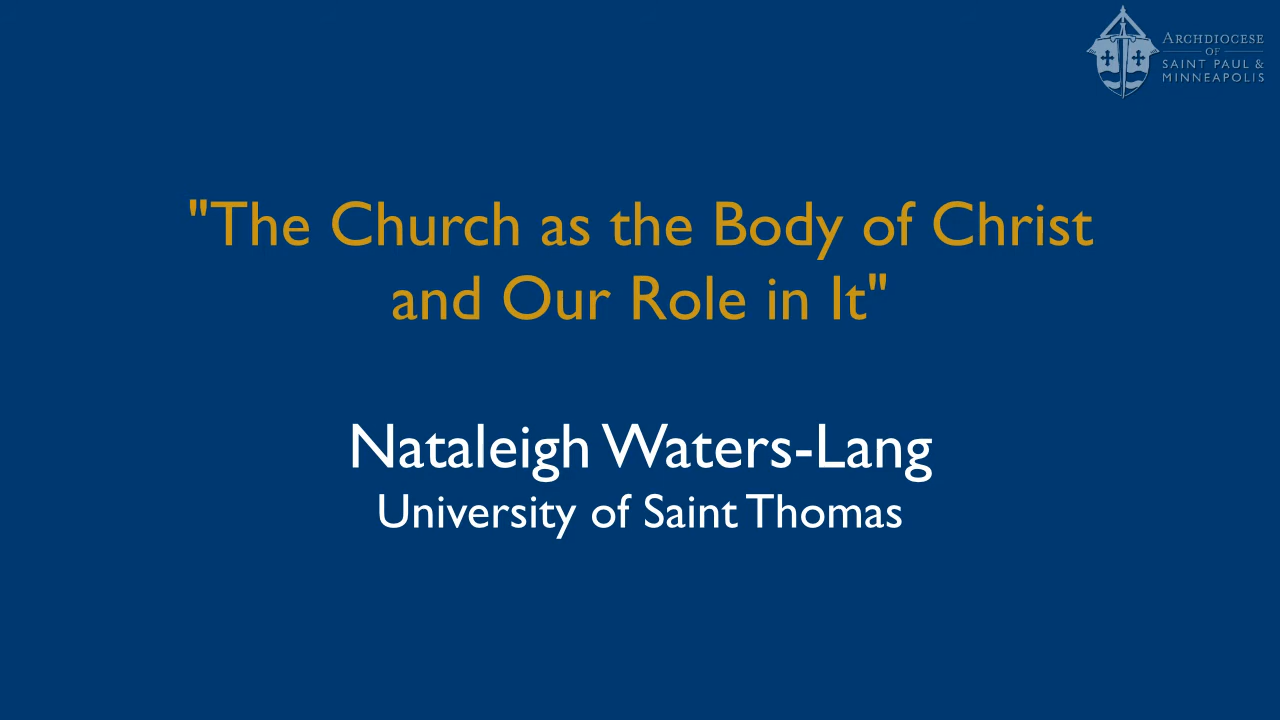 ARCHDIOCESE
OF
SAINT PAUL &
MINNEAPOLIS
"The Church as the Body of Christ
and Our Role in It"
Nataleigh Waters-Lang
University of Saint Thomas